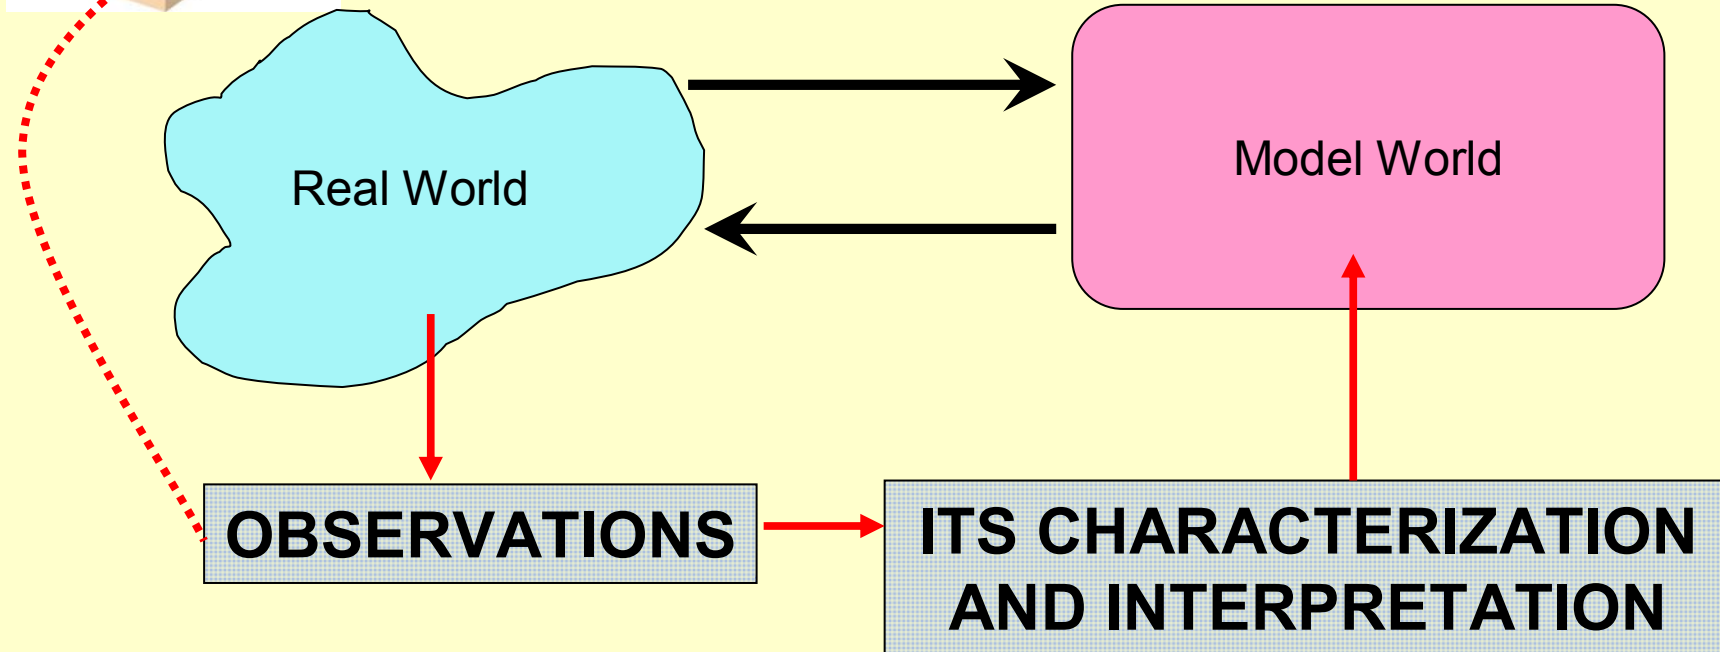 Real World
Model World
OBSERVATIONS
ITS CHARACTERIZATION
AND INTERPRETATION